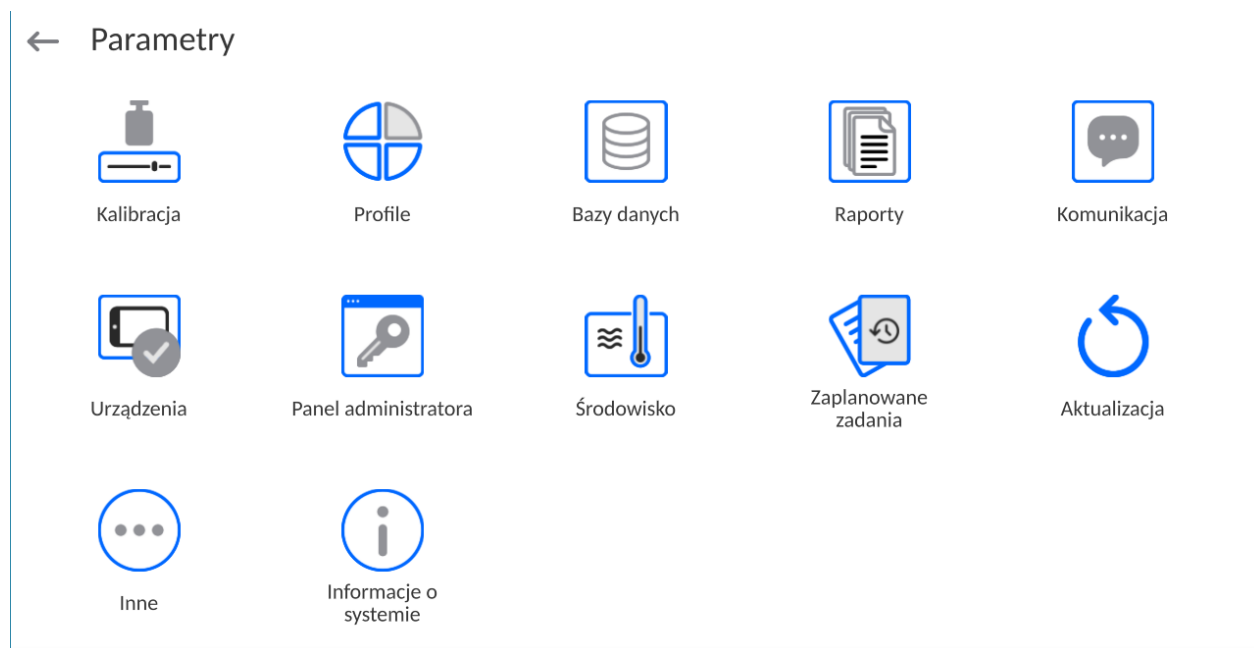 Parametry
Kalibracja
Profile
Bazy danych
Raporty
Komunikacja
Urządzenia
Panel administratora
Środowisko
Zaplanowane
zadania
Aktualizacja
Inne
Informacje o
systemie